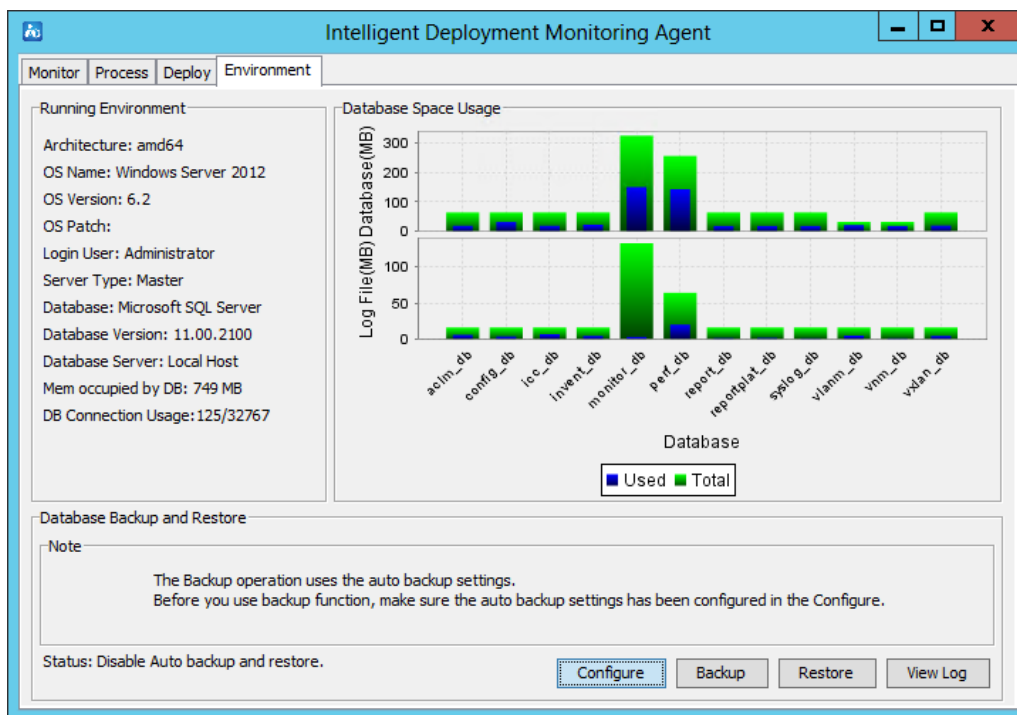 Intelligent Deployment Monitoring Agent
Monitor Process Deploy Environment
Running Environment
Architecture: amd64
OS Name: Windows Server 2012
OS Version: 6.2
OS Patch:
Login User: Administrator
Server Type: Master
Database: Microsoft SQL Server
Database Version: 11.00.2100
Database Server: Local Host
Mem occupied by DB: 749 MB
DB Connection Usage:125/32767
Database Space Usage
Database(MB)
300
200
100
0
Log File(MB)
100
50
0
aclm_db
config_db
icc_db
invent_db
monitor_db
perf_db
report_db
reportplat_db
syslog_db
vlanm_db
vnm_db
vxlan_db
Database
Used Total
Database Backup and Restore
Note
The Backup operation uses the auto backup settings.
Before you use backup function, make sure the auto backup settings has been configured in the Configure.
Status: Disable Auto backup and restore.
Configure Backup Restore View Log